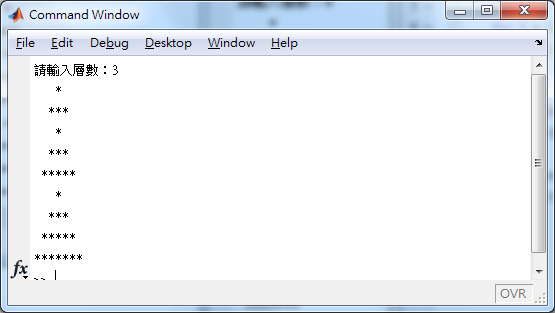 Command Window
File Edit Debug Desktop Window Help
請輸入層數：3
*
***
*
***
*****
*
***
*****
*******
fx >>
OVR